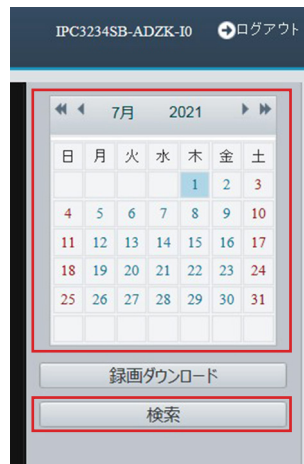 IPC3234SB-ADZK-I0 ログアウト
7月 2021
日 月 火 水 木 金 土
1 2 3
4 5 6 7 8 9 10
11 12 13 14 15 16 17
18 19 20 21 22 23 24
25 26 27 28 29 30 31
録画ダウンロード
検索